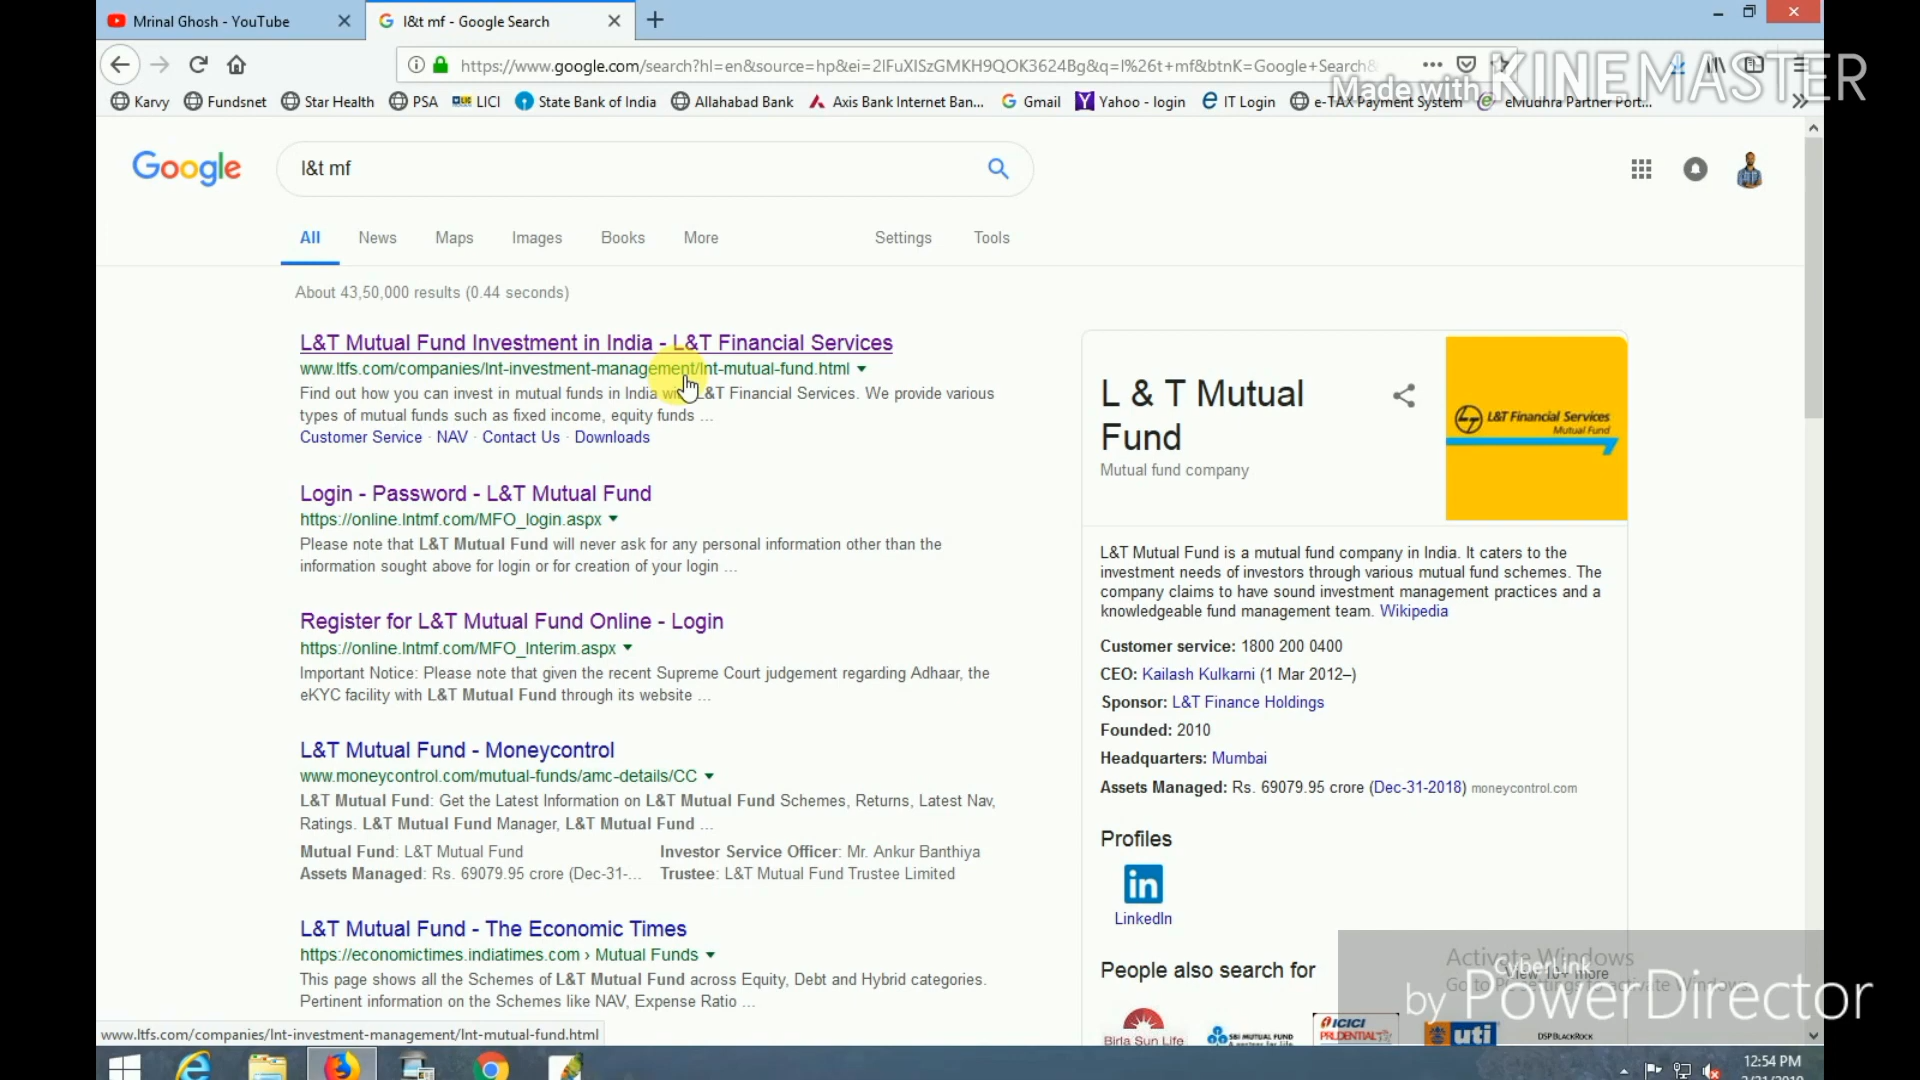 Mrinal Ghosh - YouTube
l&t mf - Google Search
https://www.google.com/search?hl=en&source=hp&ei=2lFuXISzGMKH9QOK3624Bg&q=l%26t+mf&btnK=Google+Search&
Made with KINEMASTER
Karvy
Fundsnet
Star Health
PSA
LICI
State Bank of India
Allahabad Bank
Axis Bank Internet Ban...
Gmail
Yahoo - login
IT Login
e-TAX Payment System
eMudhra Partner Port...
Google
l&t mf
All
News
Maps
Images
Books
More
Settings
Tools
About 43,50,000 results (0.44 seconds)
L&T Mutual Fund Investment in India - L&T Financial Services
www.ltfs.com/companies/lnt-investment-management/lnt-mutual-fund.html
Find out how you can invest in mutual funds in India with L&T Financial Services. We provide various
types of mutual funds such as fixed income, equity funds ...
Customer Service · NAV · Contact Us · Downloads
Login - Password - L&T Mutual Fund
https://online.lntmf.com/MFO_login.aspx
Please note that L&T Mutual Fund will never ask for any personal information other than the
information sought above for login or for creation of your login ...
Register for L&T Mutual Fund Online - Login
https://online.lntmf.com/MFO_Interim.aspx
Important Notice: Please note that given the recent Supreme Court judgement regarding Adhaar, the
eKYC facility with L&T Mutual Fund through its website ...
L&T Mutual Fund - Moneycontrol
www.moneycontrol.com/mutual-funds/amc-details/CC
L&T Mutual Fund: Get the Latest Information on L&T Mutual Fund Schemes, Returns, Latest Nav,
Ratings. L&T Mutual Fund Manager, L&T Mutual Fund ...
Mutual Fund: L&T Mutual Fund
Investor Service Officer: Mr. Ankur Banthiya
Assets Managed: Rs. 69079.95 crore (Dec-31-...
Trustee: L&T Mutual Fund Trustee Limited
L&T Mutual Fund - The Economic Times
https://economictimes.indiatimes.com › Mutual Funds
This page shows all the Schemes of L&T Mutual Fund across Equity, Debt and Hybrid categories.
Pertinent information on the Schemes like NAV, Expense Ratio ...
www.ltfs.com/companies/lnt-investment-management/lnt-mutual-fund.html
L & T Mutual
Fund
Mutual fund company
L&T Financial Services
Mutual Fund
L&T Mutual Fund is a mutual fund company in India. It caters to the
investment needs of investors through various mutual fund schemes. The
company claims to have sound investment management practices and a
knowledgeable fund management team. Wikipedia
Customer service: 1800 200 0400
CEO: Kailash Kulkarni (1 Mar 2012–)
Sponsor: L&T Finance Holdings
Founded: 2010
Headquarters: Mumbai
Assets Managed: Rs. 69079.95 crore (Dec-31-2018) moneycontrol.com
Profiles
in
LinkedIn
People also search for
View 10+ more
Activate Windows
Go to PC settings to activate Windows.
CyberLink
by PowerDirector
Birla Sun Life
SBI MUTUAL FUND
ICICI
PRUDENTIAL
uti
DSP BLACKROCK
12:54 PM